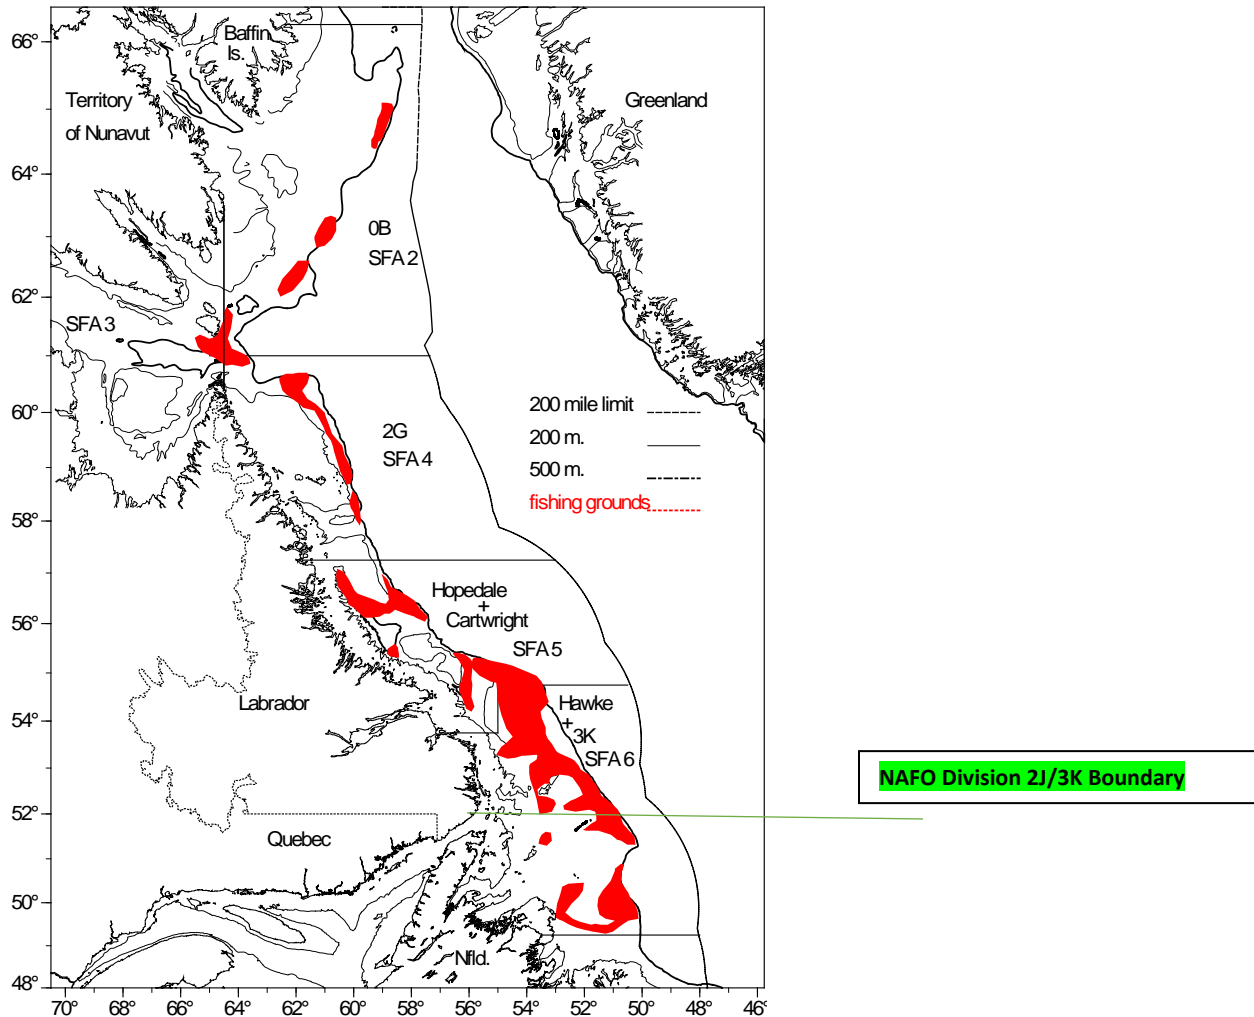 66°
64°
62°
60°
58°
56°
54°
52°
50°
48°
70°
68°
66°
64°
62°
60°
58°
56°
54°
52°
50°
48°
46°
Baffin
Is.
Territory
of Nunavut
Greenland
0B
SFA 2
SFA 3
2G
SFA 4
200 mile limit
200 m.
500 m.
fishing grounds
Hopedale
+
Cartwright
SFA 5
Labrador
Hawke
+
3K
SFA 6
NAFO Division 2J/3K Boundary
Quebec
Nfld.